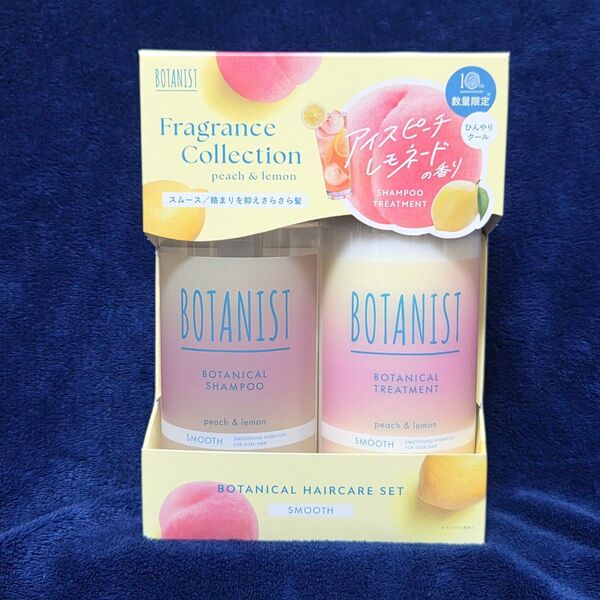 BOTANIST
Fragrance
Collection
peach & lemon
スムース／絡まりを抑えさらさら髪
アイスピーチ
レモネード
の香り
SHAMPOO
TREATMENT
10th
ANNIVERSARY
数量限定
ひんやり
クール
BOTANIST
BOTANICAL
SHAMPOO
peach & lemon
SMOOTH
SMOOTHING HYDRATION
FOR SLEEK HAIR
BOTANIST
BOTANICAL
TREATMENT
peach & lemon
SMOOTH
SMOOTHING HYDRATION
FOR SLEEK HAIR
BOTANICAL HAIRCARE SET
SMOOTH